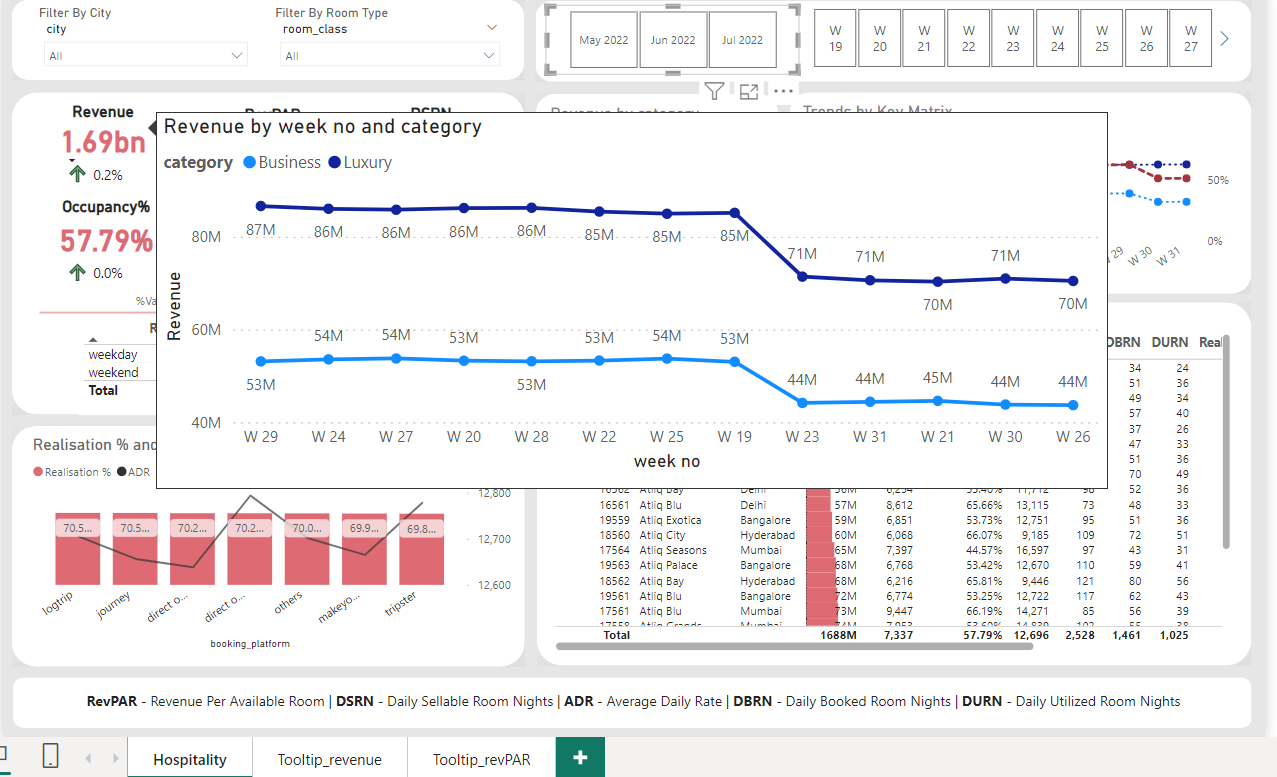 Filter By City
city
All
Filter By Room Type
room_class
All
May 2022
Jun 2022
Jul 2022
W 19
W 20
W 21
W 22
W 23
W 24
W 25
W 26
W 27
Revenue
1.69bn
0.2%
Occupancy%
57.79%
0.0%
Revenue by week no and category
category Business Luxury
87M 86M 86M 86M 86M 85M 85M 85M 71M 71M 70M 71M 70M
53M 54M 54M 53M 53M 53M 54M 53M 44M 44M 45M 44M 44M
80M
60M
40M
Revenue
W 29 W 24 W 27 W 20 W 28 W 22 W 25 W 19 W 23 W 31 W 21 W 30 W 26
week no
Trends by Key Matrix
50%
0%
W 30 W 31
weekday
weekend
Total
Realisation % and
Realisation % ADR
70.5... 70.5... 70.2... 70.2... 70.0... 69.9... 69.8...
12,800
12,700
12,600
logtrip journey direct o... direct o... others makeyo... tripster
booking_platform
DBRN DURN
34 24
51 36
49 34
57 40
37 26
47 33
51 36
70 49
52 36
16561 Atliq Blu Delhi 57M 8,612 65.66% 13,115 73 48 33
19559 Atliq Exotica Bangalore 59M 6,851 53.73% 12,751 95 51 36
18560 Atliq City Hyderabad 60M 6,068 66.07% 9,185 109 72 51
17564 Atliq Seasons Mumbai 65M 7,397 44.57% 16,597 97 43 31
19563 Atliq Palace Bangalore 68M 6,768 53.42% 12,670 110 59 41
18562 Atliq Bay Hyderabad 68M 6,216 65.81% 9,446 121 80 56
19561 Atliq Blu Bangalore 72M 6,774 53.25% 12,722 117 62 43
17561 Atliq Blu Mumbai 73M 9,447 66.19% 14,271 85 56 39
Total 1688M 7,337 57.79% 12,696 2,528 1,461 1,025
RevPAR - Revenue Per Available Room | DSRN - Daily Sellable Room Nights | ADR - Average Daily Rate | DBRN - Daily Booked Room Nights | DURN - Daily Utilized Room Nights
Hospitality
Tooltip_revenue
Tooltip_revPAR